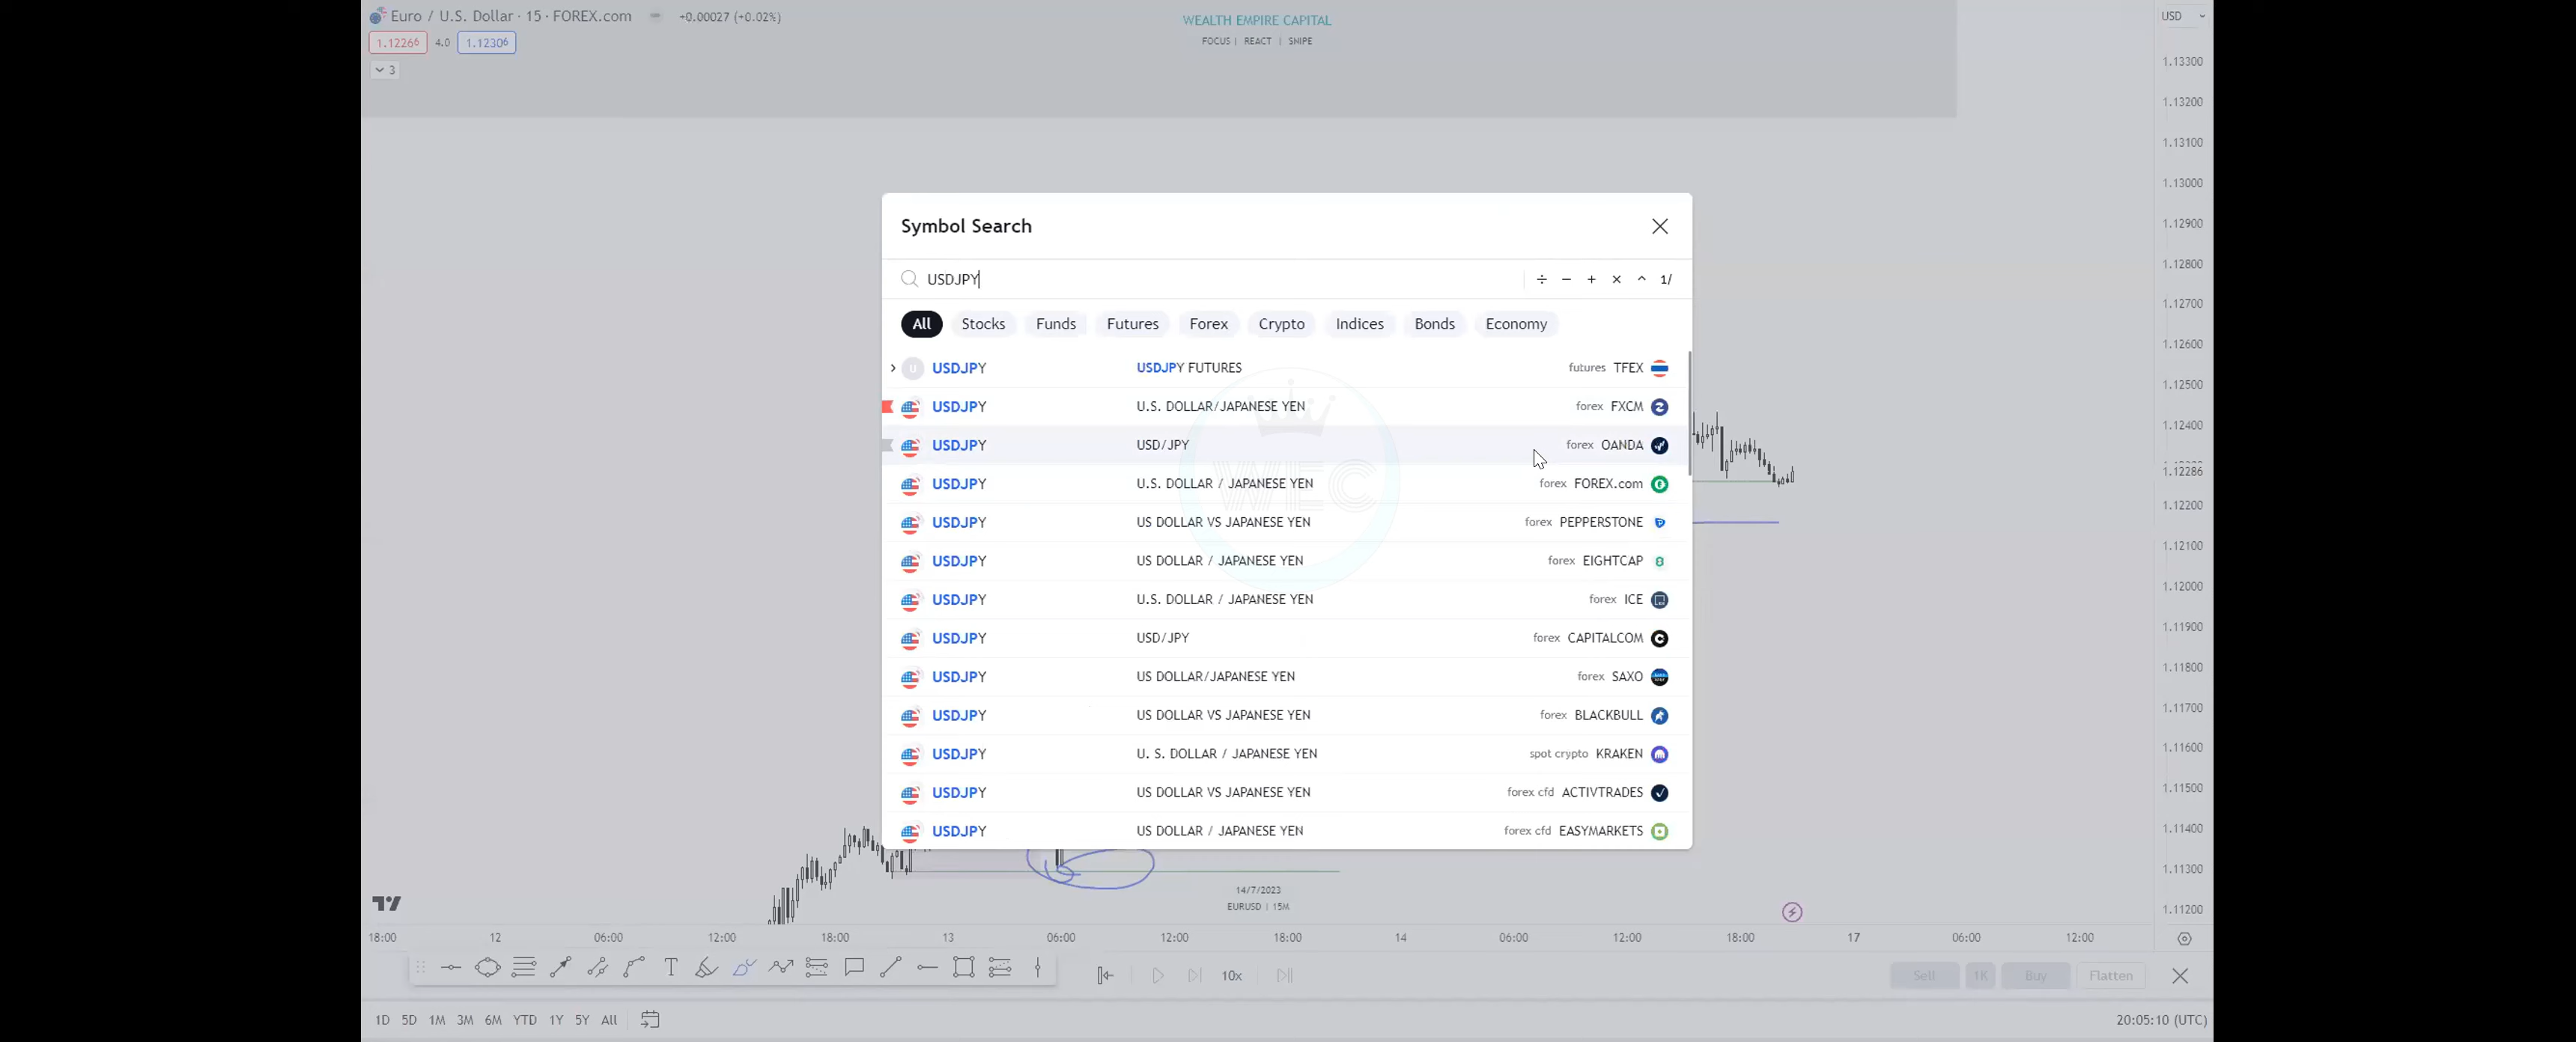 Euro / U.S. Dollar · 15 · FOREX.com +0.00027 (+0.02%)
WEALTH EMPIRE CAPITAL
FOCUS | REACT | SNIPE
USD
1.12266 4.0 1.12306
3
1.13300
1.13200
1.13100
1.13000
1.12900
1.12800
1.12700
1.12600
1.12500
1.12400
1.12286
1.12200
1.12100
1.12000
1.11900
1.11800
1.11700
1.11600
1.11500
1.11400
1.11300
1.11200
Symbol Search
USDJPY ÷ − + × ^ 1/
All Stocks Funds Futures Forex Crypto Indices Bonds Economy
U USDJPY USDJPY FUTURES futures TFEX
USDJPY U.S. DOLLAR/JAPANESE YEN forex FXCM
USDJPY USD/JPY forex OANDA
USDJPY U.S. DOLLAR / JAPANESE YEN forex FOREX.com
USDJPY US DOLLAR VS JAPANESE YEN forex PEPPERSTONE
USDJPY US DOLLAR / JAPANESE YEN forex EIGHTCAP
USDJPY U.S. DOLLAR / JAPANESE YEN forex ICE
USDJPY USD/JPY forex CAPITALCOM
USDJPY US DOLLAR/JAPANESE YEN forex SAXO
USDJPY US DOLLAR VS JAPANESE YEN forex BLACKBULL
USDJPY U. S. DOLLAR / JAPANESE YEN spot crypto KRAKEN
USDJPY US DOLLAR VS JAPANESE YEN forex cfd ACTIVTRADES
USDJPY US DOLLAR / JAPANESE YEN forex cfd EASYMARKETS
WEC
14/7/2023
EURUSD | 15M
18:00 12 06:00 12:00 18:00 13 06:00 12:00 18:00 14 06:00 12:00 18:00 17 06:00 12:00
T 10x Sell 1K Buy Flatten
1D 5D 1M 3M 6M YTD 1Y 5Y All 20:05:10 (UTC)